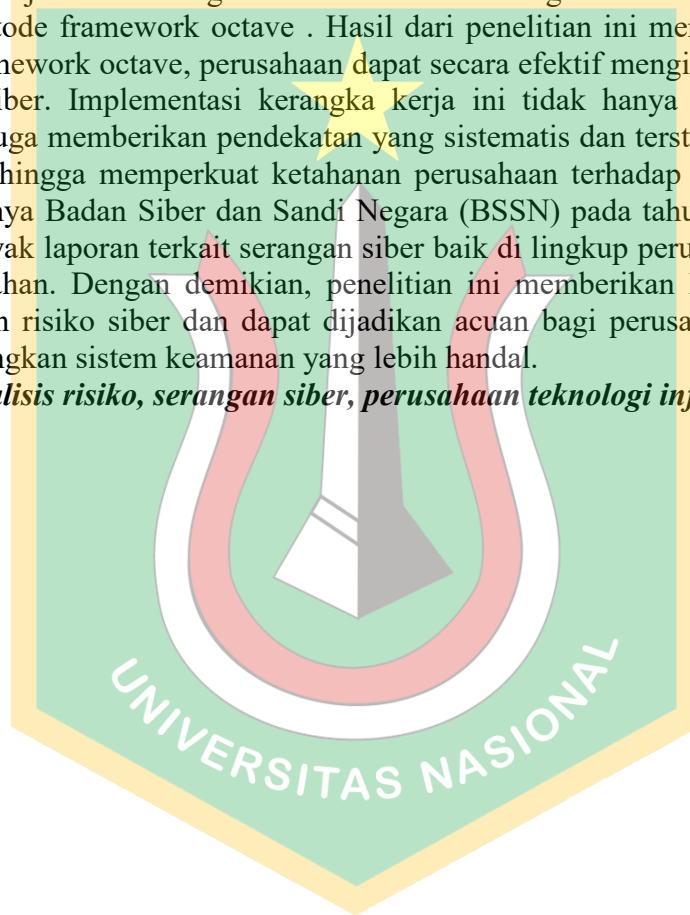 tode framework octave . Hasil dari penelitian ini me
nework octave, perusahaan dapat secara efektif mengi
iber. Implementasi kerangka kerja ini tidak hanya
uga memberikan pendekatan yang sistematis dan terst
hingga memperkuat ketahanan perusahaan terhadap
nya Badan Siber dan Sandi Negara (BSSN) pada tahu
yak laporan terkait serangan siber baik di lingkup peru
ahan. Dengan demikian, penelitian ini memberikan
n risiko siber dan dapat dijadikan acuan bagi perusa
ngkan sistem keamanan yang lebih handal.
alisis risiko, serangan siber, perusahaan teknologi inf
UNIVERSITAS NASIONAL